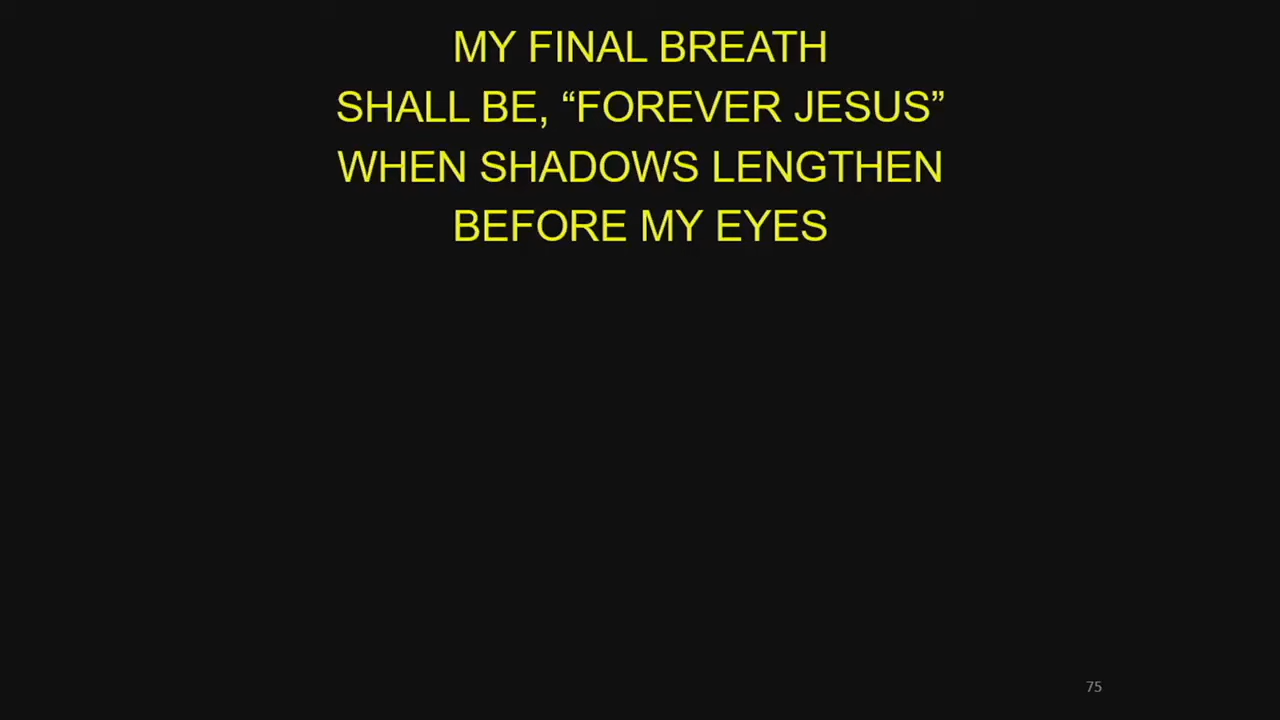 MY FINAL BREATH
SHALL BE, “FOREVER JESUS”
WHEN SHADOWS LENGTHEN
BEFORE MY EYES
75